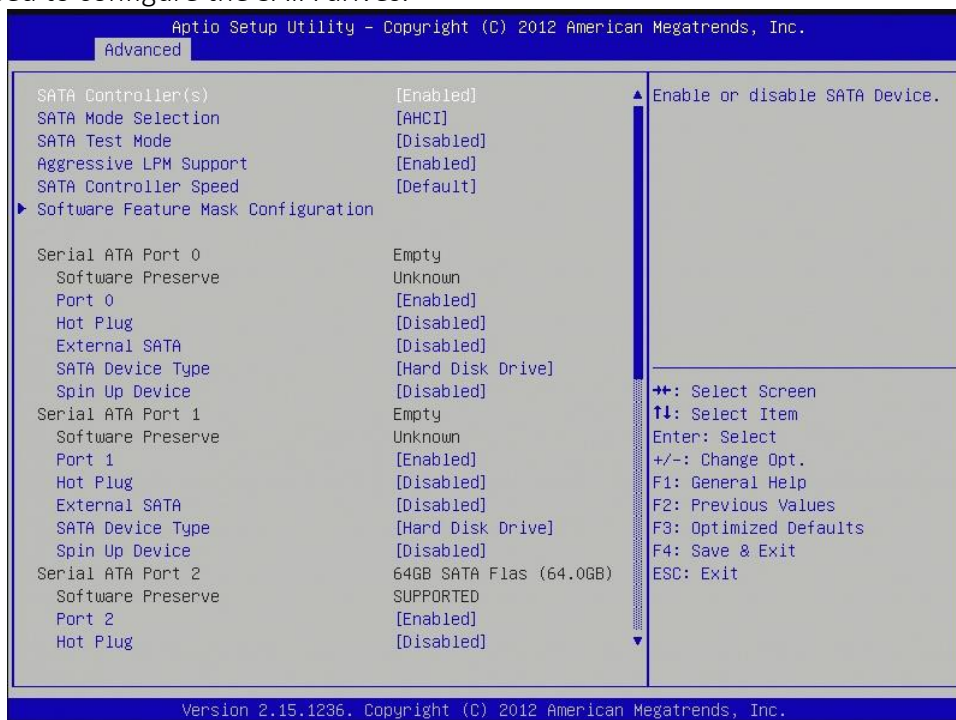 to configure the SATA drives.
Aptio Setup Utility – Copyright (C) 2012 American Megatrends, Inc.
Advanced
SATA Controller(s) [Enabled]
SATA Mode Selection [AHCI]
SATA Test Mode [Disabled]
Aggressive LPM Support [Enabled]
SATA Controller Speed [Default]
▶ Software Feature Mask Configuration
Serial ATA Port 0 Empty
Software Preserve Unknown
Port 0 [Enabled]
Hot Plug [Disabled]
External SATA [Disabled]
SATA Device Type [Hard Disk Drive]
Spin Up Device [Disabled]
Serial ATA Port 1 Empty
Software Preserve Unknown
Port 1 [Enabled]
Hot Plug [Disabled]
External SATA [Disabled]
SATA Device Type [Hard Disk Drive]
Spin Up Device [Disabled]
Serial ATA Port 2 64GB SATA Flas (64.0GB)
Software Preserve SUPPORTED
Port 2 [Enabled]
Hot Plug [Disabled]
Enable or disable SATA Device.
→←: Select Screen
↑↓: Select Item
Enter: Select
+/-: Change Opt.
F1: General Help
F2: Previous Values
F3: Optimized Defaults
F4: Save & Exit
ESC: Exit
Version 2.15.1236. Copyright (C) 2012 American Megatrends, Inc.